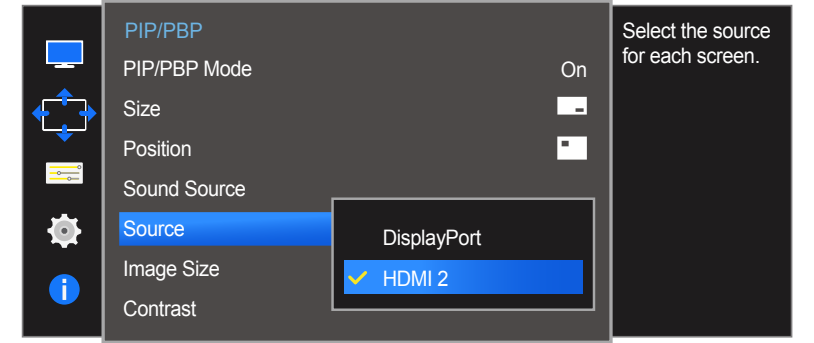 PIP/PBP
PIP/PBP Mode On
Size
Position
Sound Source
Source
Image Size
Contrast
DisplayPort
HDMI 2
Select the source
for each screen.